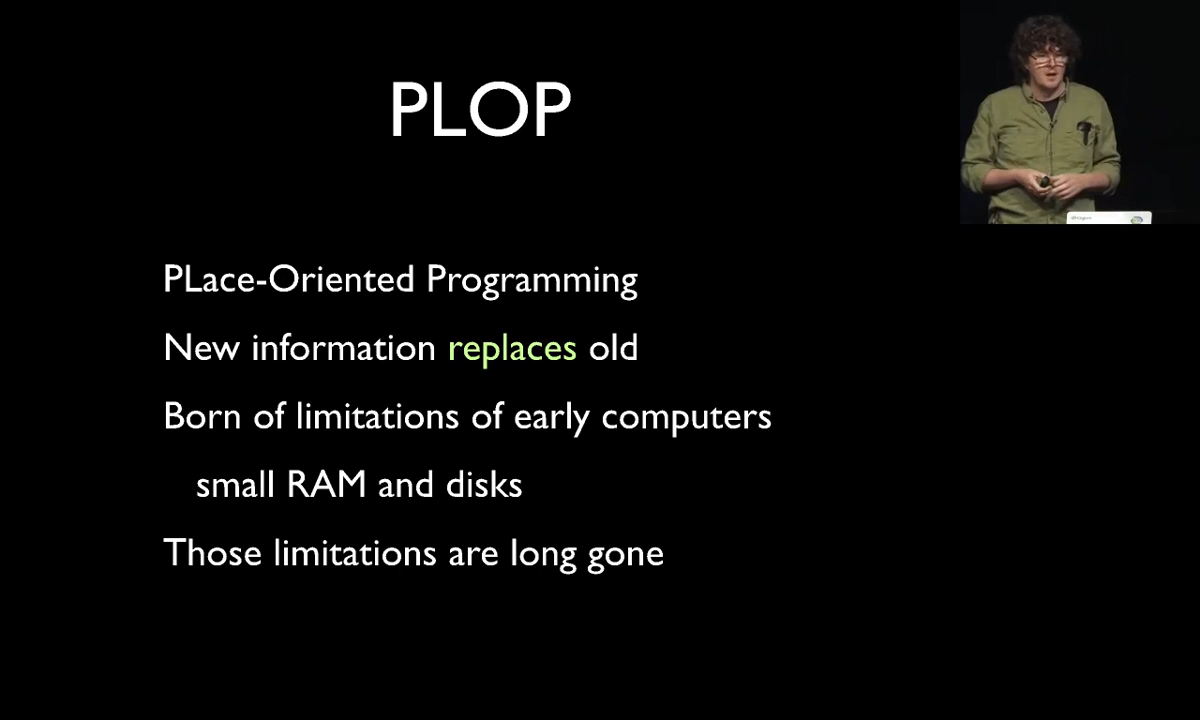 PLOP
PLace-Oriented Programming
New information replaces old
Born of limitations of early computers
small RAM and disks
Those limitations are long gone